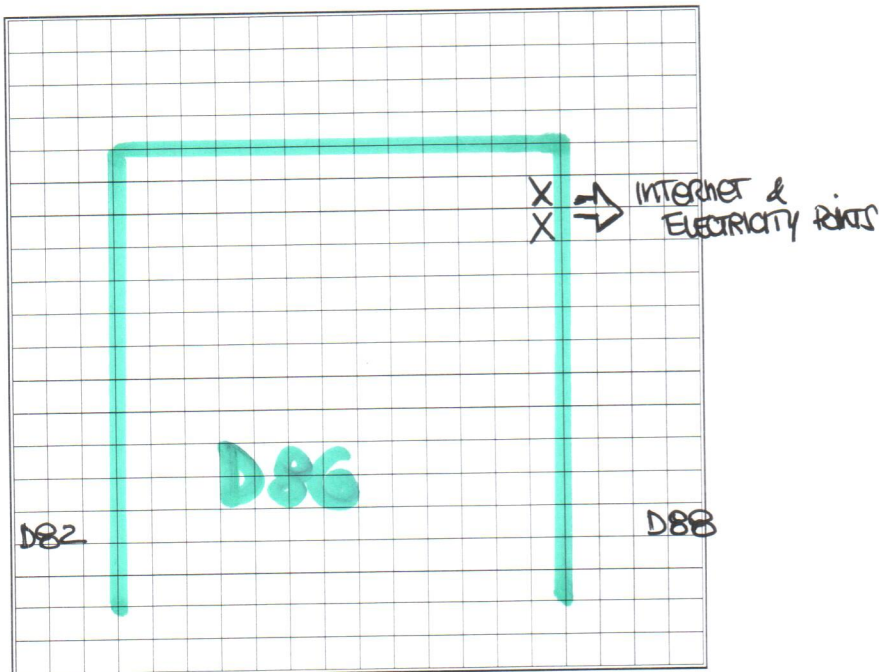 X INTERNET &
X ELECTRICITY POINTS
D86
D82
D88